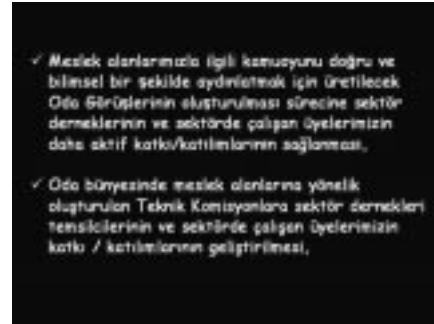 ✓ Meslek alanlarımızla ilgili kamuoyunu doğru ve
bilimsel bir şekilde aydınlatmak için üretilecek
Oda Görüşlerinin oluşturulması sürecine sektör
derneklerinin ve sektörde çalışan üyelerimizin
daha aktif katkı/katılımlarının sağlanması,
✓ Oda bünyesinde meslek alanlarına yönelik
oluşturulan Teknik Komisyonlara sektör dernekleri
temsilcilerinin ve sektörde çalışan üyelerimizin
katkı / katılımlarının geliştirilmesi,